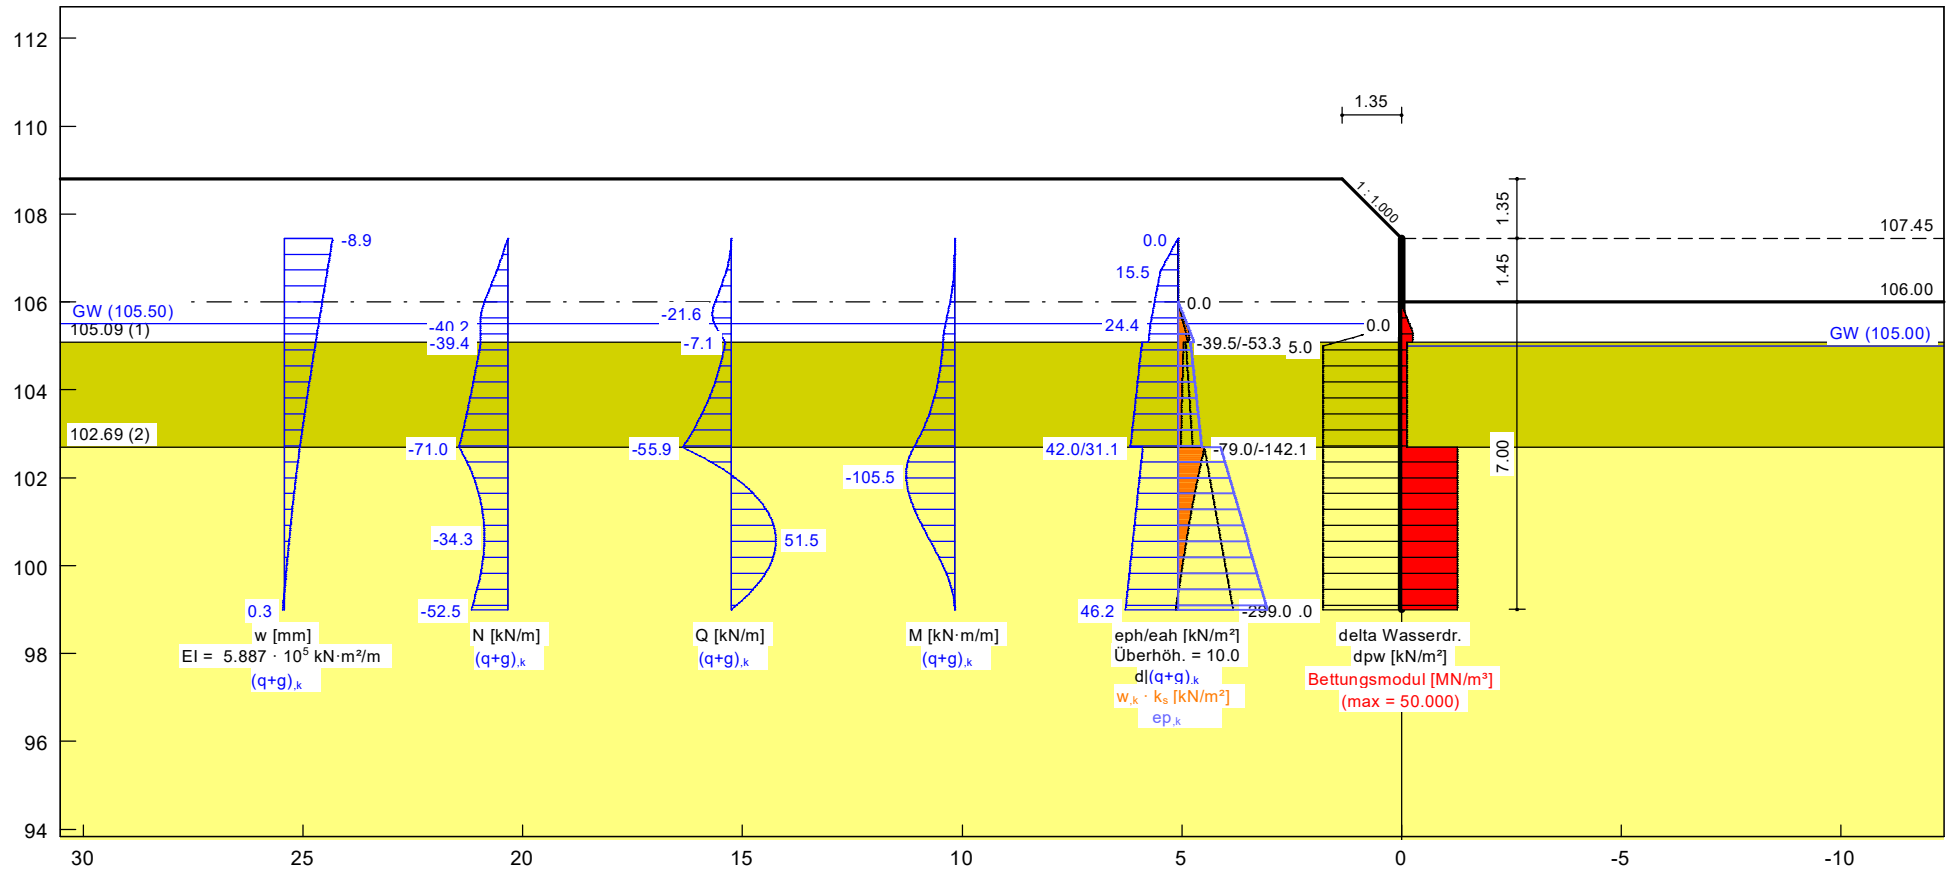 112
110
108
106
104
102
100
98
96
94
30
25
20
15
10
5
0
-5
-10
1.35
1 : 1.000
1.35
1.45
7.00
107.45
106.00
GW (105.50)
105.09 (1)
102.69 (2)
GW (105.00)
-8.9
0.3
w [mm]
EI = 5.887 · 10⁵ kN·m²/m
(q+g),k
-40.2
-39.4
-71.0
-34.3
-52.5
N [kN/m]
(q+g),k
-21.6
-7.1
-55.9
51.5
Q [kN/m]
(q+g),k
-105.5
M [kN·m/m]
(q+g),k
0.0
15.5
24.4
42.0/31.1
46.2
0.0
-39.5/-53.3
-79.0/-142.1
-299.0
.0
eph/eah [kN/m²]
Überhöh. = 10.0
d|(q+g),k
w,k · ks [kN/m²]
ep,k
0.0
5.0
delta Wasserdr.
dpw [kN/m²]
Bettungsmodul [MN/m³]
(max = 50.000)